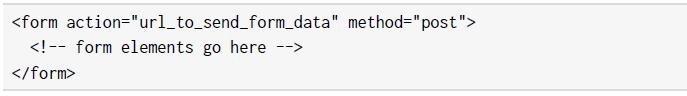 <form action="url_to_send_form_data" method="post">
  <!-- form elements go here -->
</form>